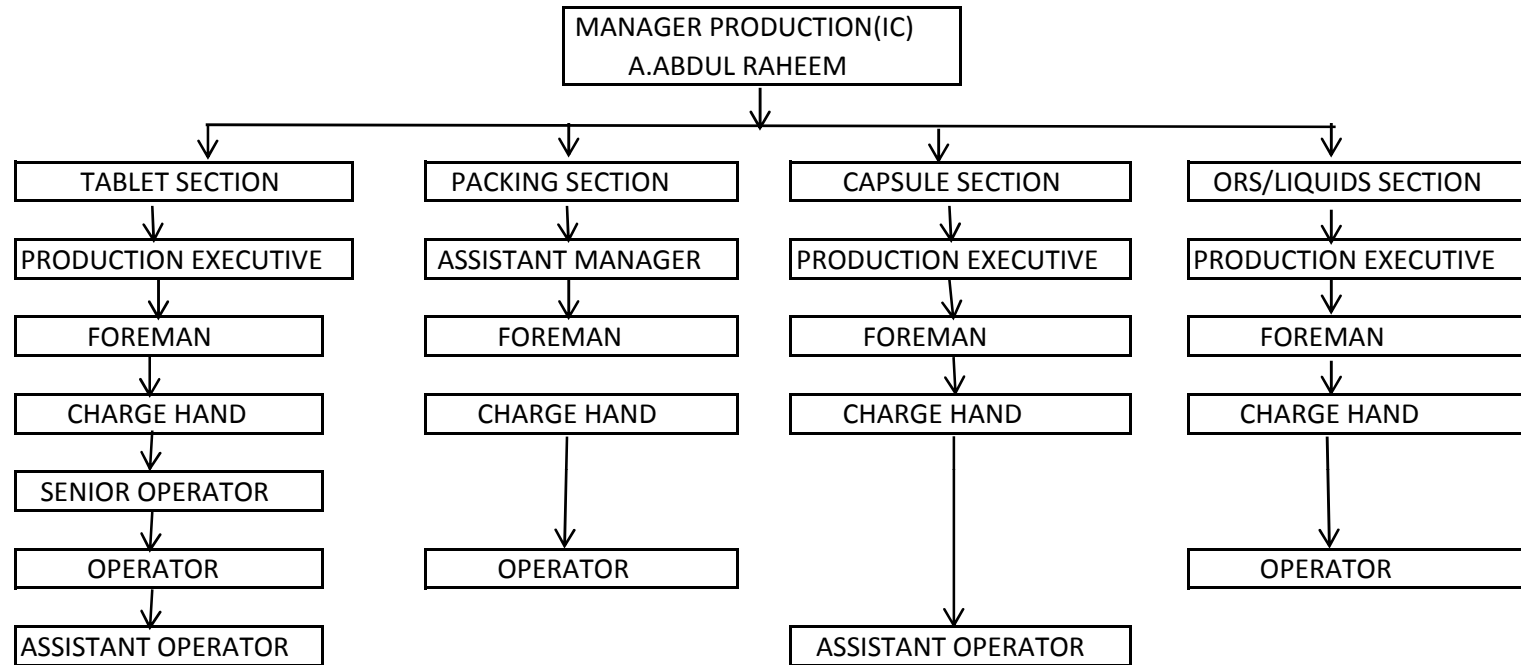 MANAGER PRODUCTION(IC)
A.ABDUL RAHEEM
TABLET SECTION
PACKING SECTION
CAPSULE SECTION
ORS/LIQUIDS SECTION
PRODUCTION EXECUTIVE
ASSISTANT MANAGER
PRODUCTION EXECUTIVE
PRODUCTION EXECUTIVE
FOREMAN
FOREMAN
FOREMAN
FOREMAN
CHARGE HAND
CHARGE HAND
CHARGE HAND
CHARGE HAND
SENIOR OPERATOR
OPERATOR
OPERATOR
OPERATOR
ASSISTANT OPERATOR
ASSISTANT OPERATOR